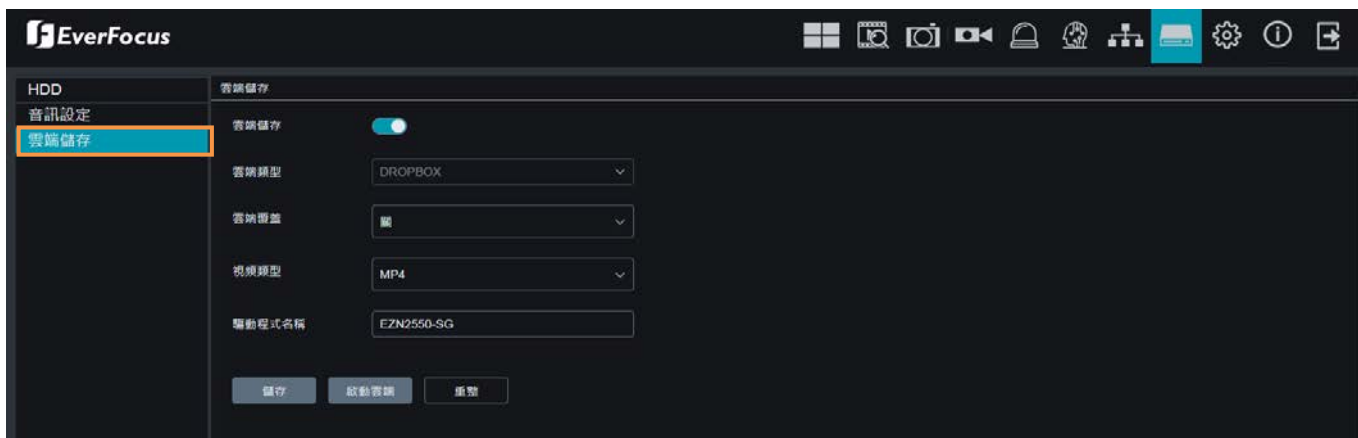 EverFocus
HDD
音訊設定
雲端儲存
雲端儲存
雲端儲存
雲端類型
DROPBOX
雲端覆蓋
關
視頻類型
MP4
驅動程式名稱
EZN2550-SG
儲存 啟動雲端 重整